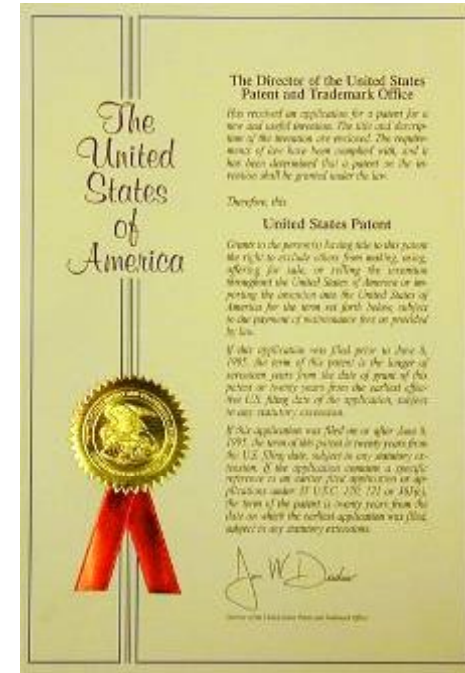 The
United
States
of
America
The Director of the United States
Patent and Trademark Office
Has received an application for a patent for a
new and useful invention. The title and descrip-
tion of the invention are enclosed. The require-
ments of law have been complied with, and it
has been determined that a patent on the in-
vention shall be granted under the law.
Therefore, this
United States Patent
Grants to the person(s) having title to this patent
the right to exclude others from making, using,
offering for sale, or selling the invention
throughout the United States of America or im-
porting the invention into the United States of
America for the term set forth below, subject
to the payment of maintenance fees as provided
by law.
If this application was filed prior to June 8,
1995, the term of this patent is the longer of
seventeen years from the date of grant of this
patent or twenty years from the earliest effec-
tive U.S. filing date of the application, subject
to any statutory extension.
If this application was filed on or after June 8,
1995, the term of this patent is twenty years from
the U.S. filing date, subject to any statutory ex-
tension. If the application contains a specific
reference to an earlier filed application or ap-
plications under 35 U.S.C. 120, 121 or 365(c),
the term of the patent is twenty years from the
date on which the earliest application was filed,
subject to any statutory extensions.
Jon W Dudas
Director of the United States Patent and Trademark Office